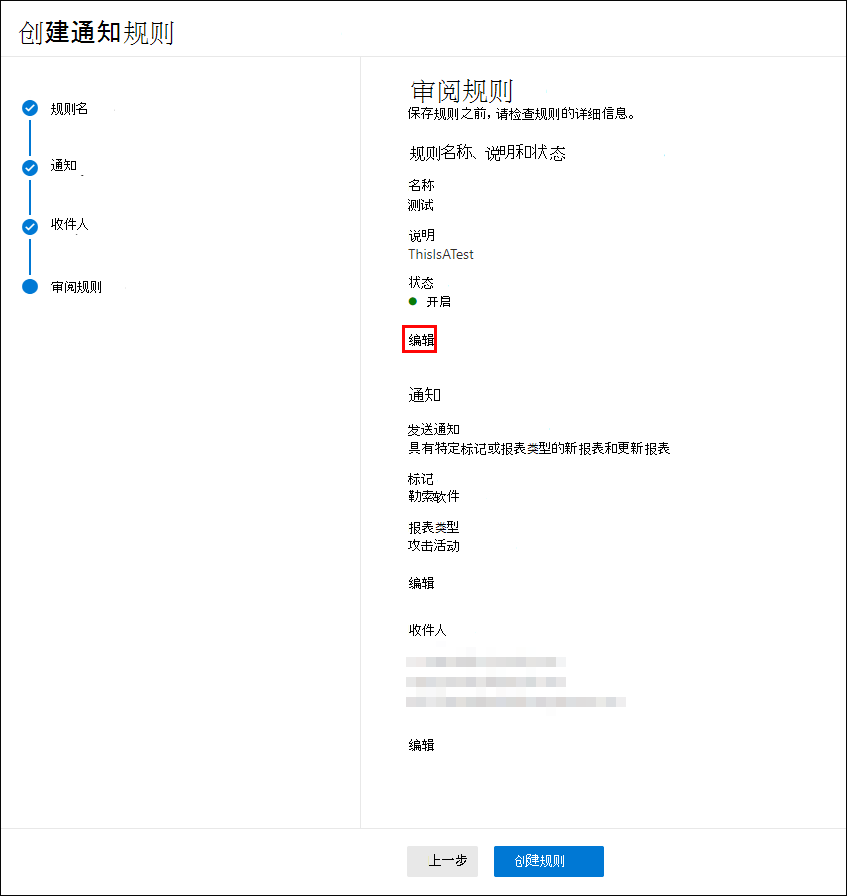 创建通知规则
规则名
通知
收件人
审阅规则
审阅规则
保存规则之前，请检查规则的详细信息。
规则名称、说明和状态
名称
测试
说明
ThisIsATest
状态
开启
编辑
通知
发送通知
具有特定标记或报表类型的新报表和更新报表
标记
勒索软件
报表类型
攻击活动
编辑
收件人
编辑
上一步
创建规则